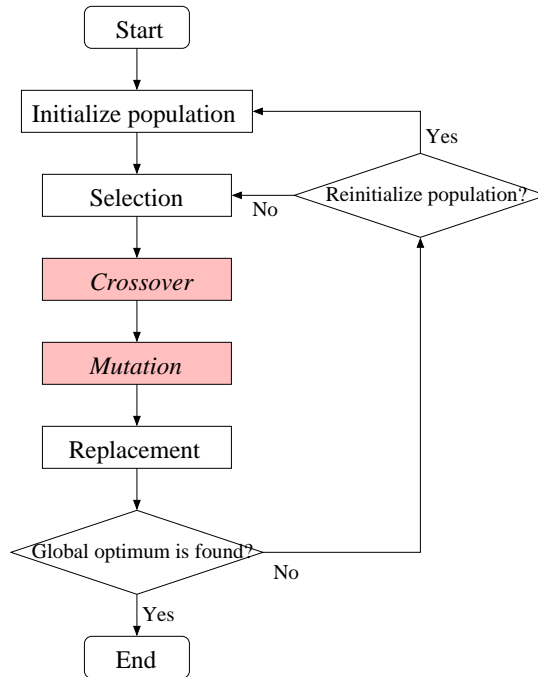 Start
Initialize population
Yes
Selection
No
Reinitialize population?
Crossover
Mutation
Replacement
Global optimum is found?
No
Yes
End